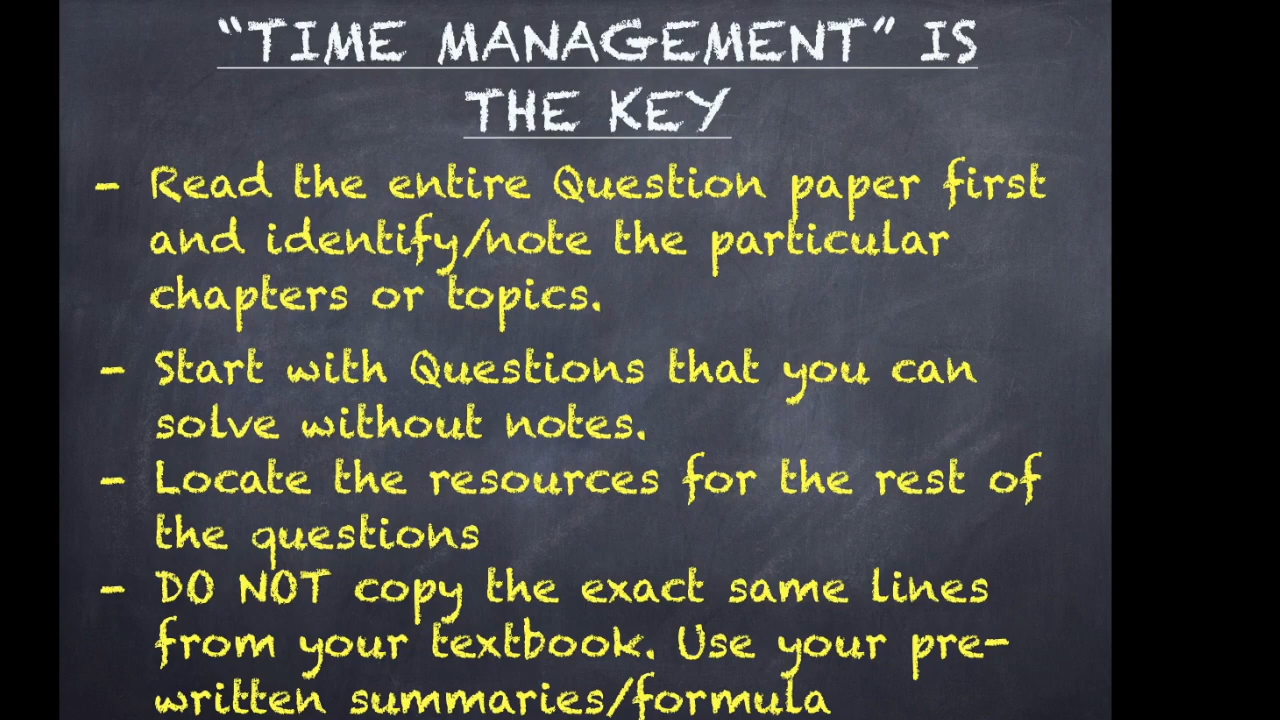 “TIME MANAGEMENT” IS
THE KEY
- Read the entire Question paper first
and identify/note the particular
chapters or topics.
- Start with Questions that you can
solve without notes.
- Locate the resources for the rest of
the questions
- DO NOT copy the exact same lines
from your textbook. Use your pre-
written summaries/formula